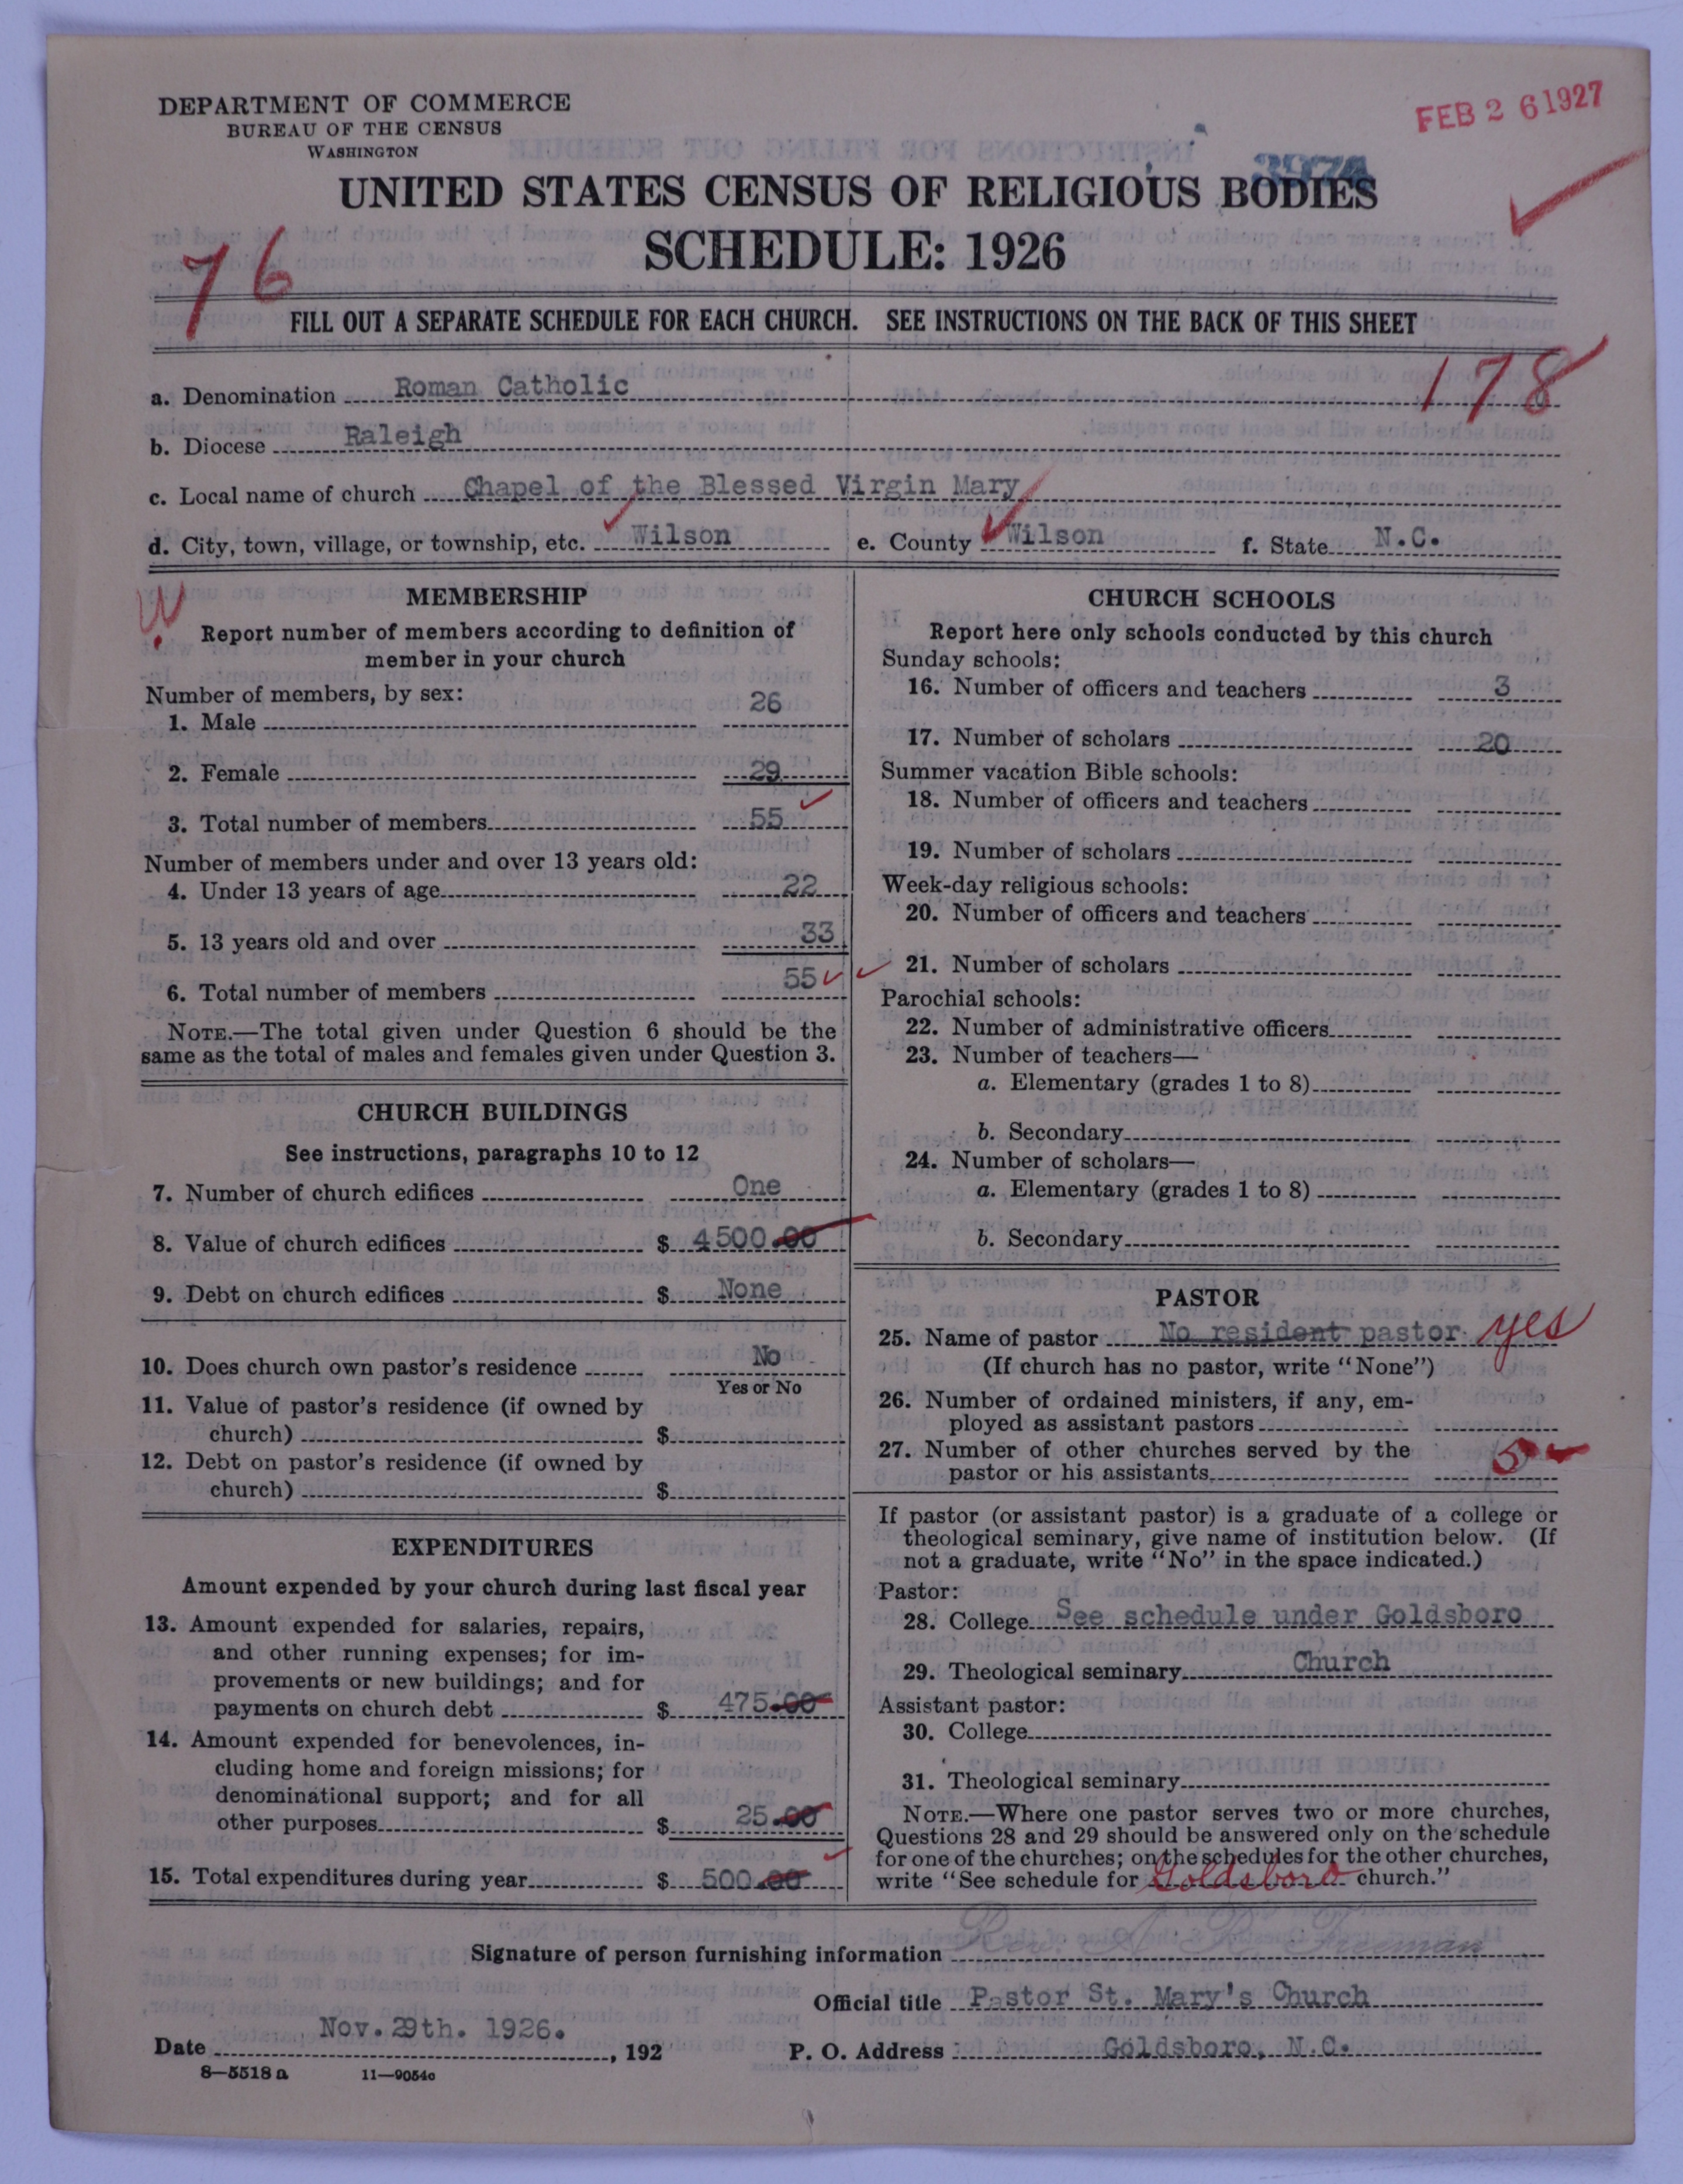 DEPARTMENT OF COMMERCE
BUREAU OF THE CENSUS
WASHINGTON
FEB 26 1927
3974
UNITED STATES CENSUS OF RELIGIOUS BODIES
SCHEDULE: 1926
76
FILL OUT A SEPARATE SCHEDULE FOR EACH CHURCH. SEE INSTRUCTIONS ON THE BACK OF THIS SHEET
178
a. Denomination Roman Catholic
b. Diocese Raleigh
c. Local name of church Chapel of the Blessed Virgin Mary
d. City, town, village, or township, etc. Wilson e. County Wilson f. State N.C.
MEMBERSHIP
Report number of members according to definition of
member in your church
Number of members, by sex:
1. Male 26
2. Female 29
3. Total number of members 55
Number of members under and over 13 years old:
4. Under 13 years of age 22
5. 13 years old and over 33
6. Total number of members 55
NOTE.—The total given under Question 6 should be the
same as the total of males and females given under Question 3.
CHURCH BUILDINGS
See instructions, paragraphs 10 to 12
7. Number of church edifices One
8. Value of church edifices $ 4500.00
9. Debt on church edifices $ None
10. Does church own pastor's residence No
Yes or No
11. Value of pastor's residence (if owned by
church) $
12. Debt on pastor's residence (if owned by
church) $
EXPENDITURES
Amount expended by your church during last fiscal year
13. Amount expended for salaries, repairs,
and other running expenses; for im-
provements or new buildings; and for
payments on church debt $ 475.00
14. Amount expended for benevolences, in-
cluding home and foreign missions; for
denominational support; and for all
other purposes $ 25.00
15. Total expenditures during year $ 500.00
CHURCH SCHOOLS
Report here only schools conducted by this church
Sunday schools:
16. Number of officers and teachers 3
17. Number of scholars 20
Summer vacation Bible schools:
18. Number of officers and teachers
19. Number of scholars
Week-day religious schools:
20. Number of officers and teachers
21. Number of scholars
Parochial schools:
22. Number of administrative officers
23. Number of teachers—
a. Elementary (grades 1 to 8)
b. Secondary
24. Number of scholars—
a. Elementary (grades 1 to 8)
b. Secondary
PASTOR
25. Name of pastor No resident pastor yes
(If church has no pastor, write "None")
26. Number of ordained ministers, if any, em-
ployed as assistant pastors
27. Number of other churches served by the
pastor or his assistants 5
If pastor (or assistant pastor) is a graduate of a college or
theological seminary, give name of institution below. (If
not a graduate, write "No" in the space indicated.)
Pastor:
28. College See schedule under Goldsboro
29. Theological seminary Church
Assistant pastor:
30. College
31. Theological seminary
NOTE.—Where one pastor serves two or more churches,
Questions 28 and 29 should be answered only on the schedule
for one of the churches; on the schedules for the other churches,
write "See schedule for Goldsboro church."
Signature of person furnishing information Rev. A. R. Freeman
Official title Pastor St. Mary's Church
Date Nov. 29th. 1926. , 192 P. O. Address Goldsboro, N.C.
8—5518 a 11—9054c